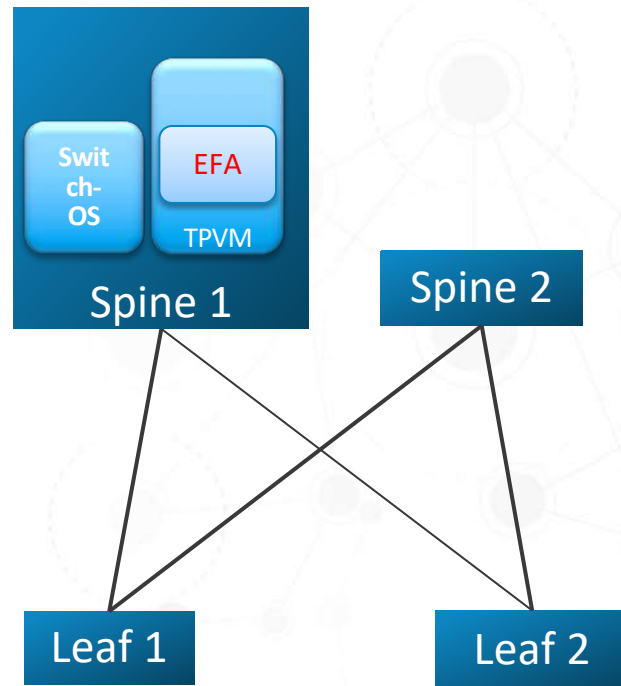 Swit
ch-
OS
EFA
TPVM
Spine 1
Spine 2
Leaf 1
Leaf 2